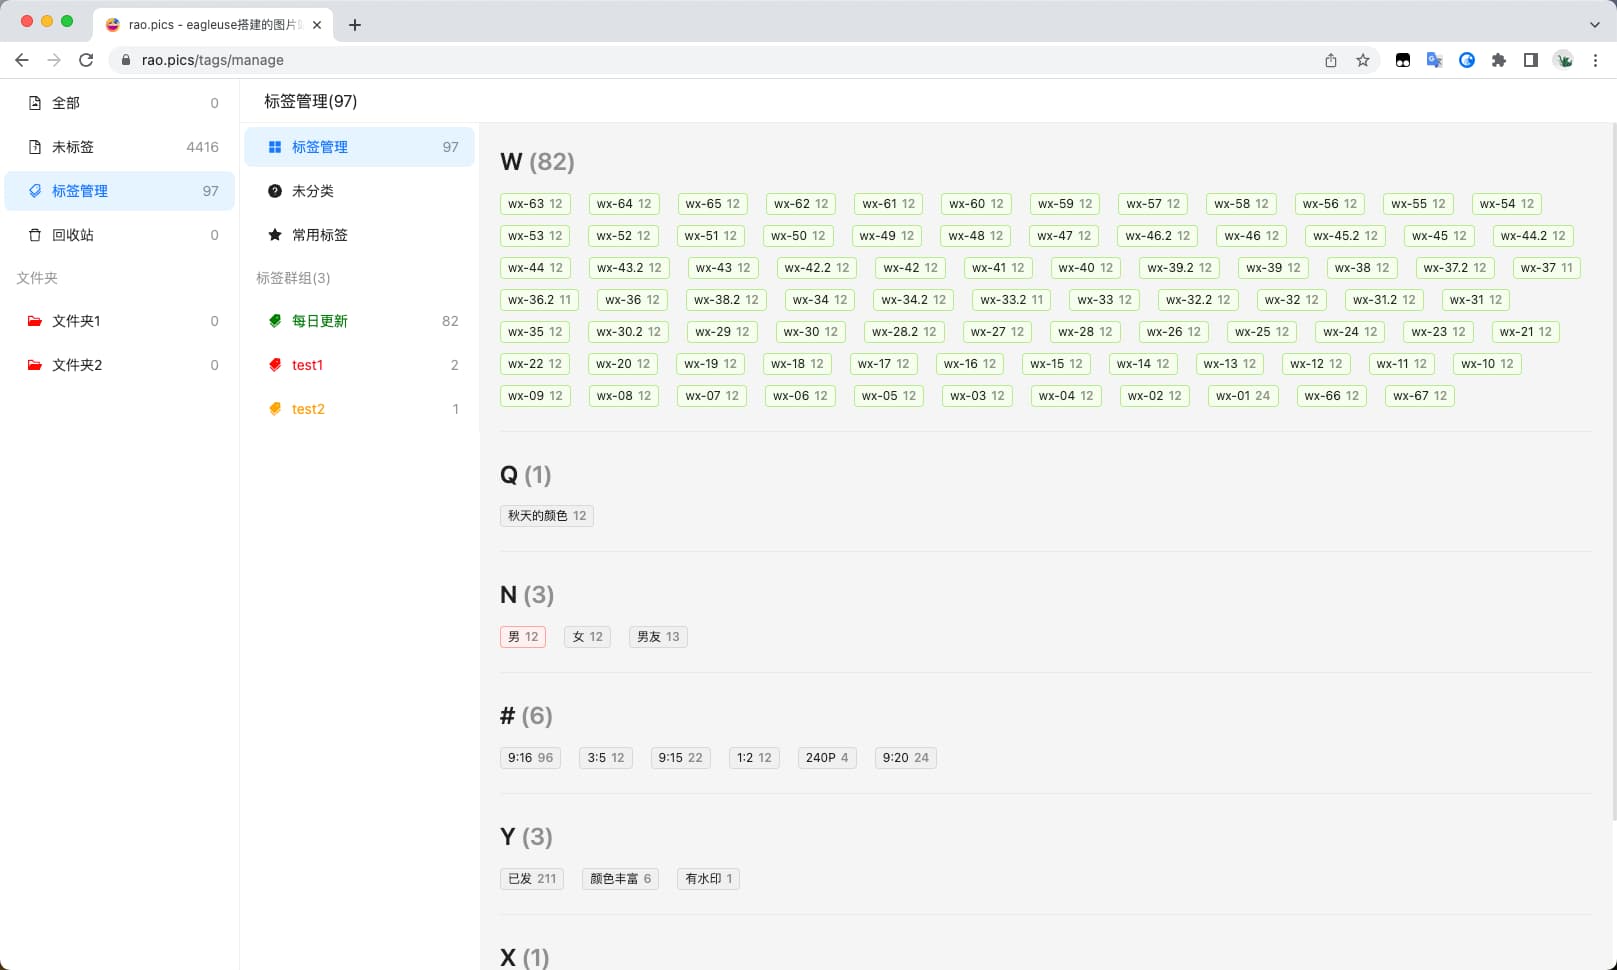 rao.pics - eagleuse搭建的图片
rao.pics/tags/manage
全部 0
未标签 4416
标签管理 97
回收站 0
文件夹
文件夹1 0
文件夹2 0
标签管理(97)
标签管理 97
未分类
常用标签
标签群组(3)
每日更新 82
test1 2
test2 1
W (82)
wx-63 12 wx-64 12 wx-65 12 wx-62 12 wx-61 12 wx-60 12 wx-59 12 wx-57 12 wx-58 12 wx-56 12 wx-55 12 wx-54 12
wx-53 12 wx-52 12 wx-51 12 wx-50 12 wx-49 12 wx-48 12 wx-47 12 wx-46.2 12 wx-46 12 wx-45.2 12 wx-45 12 wx-44.2 12
wx-44 12 wx-43.2 12 wx-43 12 wx-42.2 12 wx-42 12 wx-41 12 wx-40 12 wx-39.2 12 wx-39 12 wx-38 12 wx-37.2 12 wx-37 11
wx-36.2 11 wx-36 12 wx-38.2 12 wx-34 12 wx-34.2 12 wx-33.2 11 wx-33 12 wx-32.2 12 wx-32 12 wx-31.2 12 wx-31 12
wx-35 12 wx-30.2 12 wx-29 12 wx-30 12 wx-28.2 12 wx-27 12 wx-28 12 wx-26 12 wx-25 12 wx-24 12 wx-23 12 wx-21 12
wx-22 12 wx-20 12 wx-19 12 wx-18 12 wx-17 12 wx-16 12 wx-15 12 wx-14 12 wx-13 12 wx-12 12 wx-11 12 wx-10 12
wx-09 12 wx-08 12 wx-07 12 wx-06 12 wx-05 12 wx-03 12 wx-04 12 wx-02 12 wx-01 24 wx-66 12 wx-67 12
Q (1)
秋天的颜色 12
N (3)
男 12 女 12 男友 13
# (6)
9:16 96 3:5 12 9:15 22 1:2 12 240P 4 9:20 24
Y (3)
已发 211 颜色丰富 6 有水印 1
X (1)